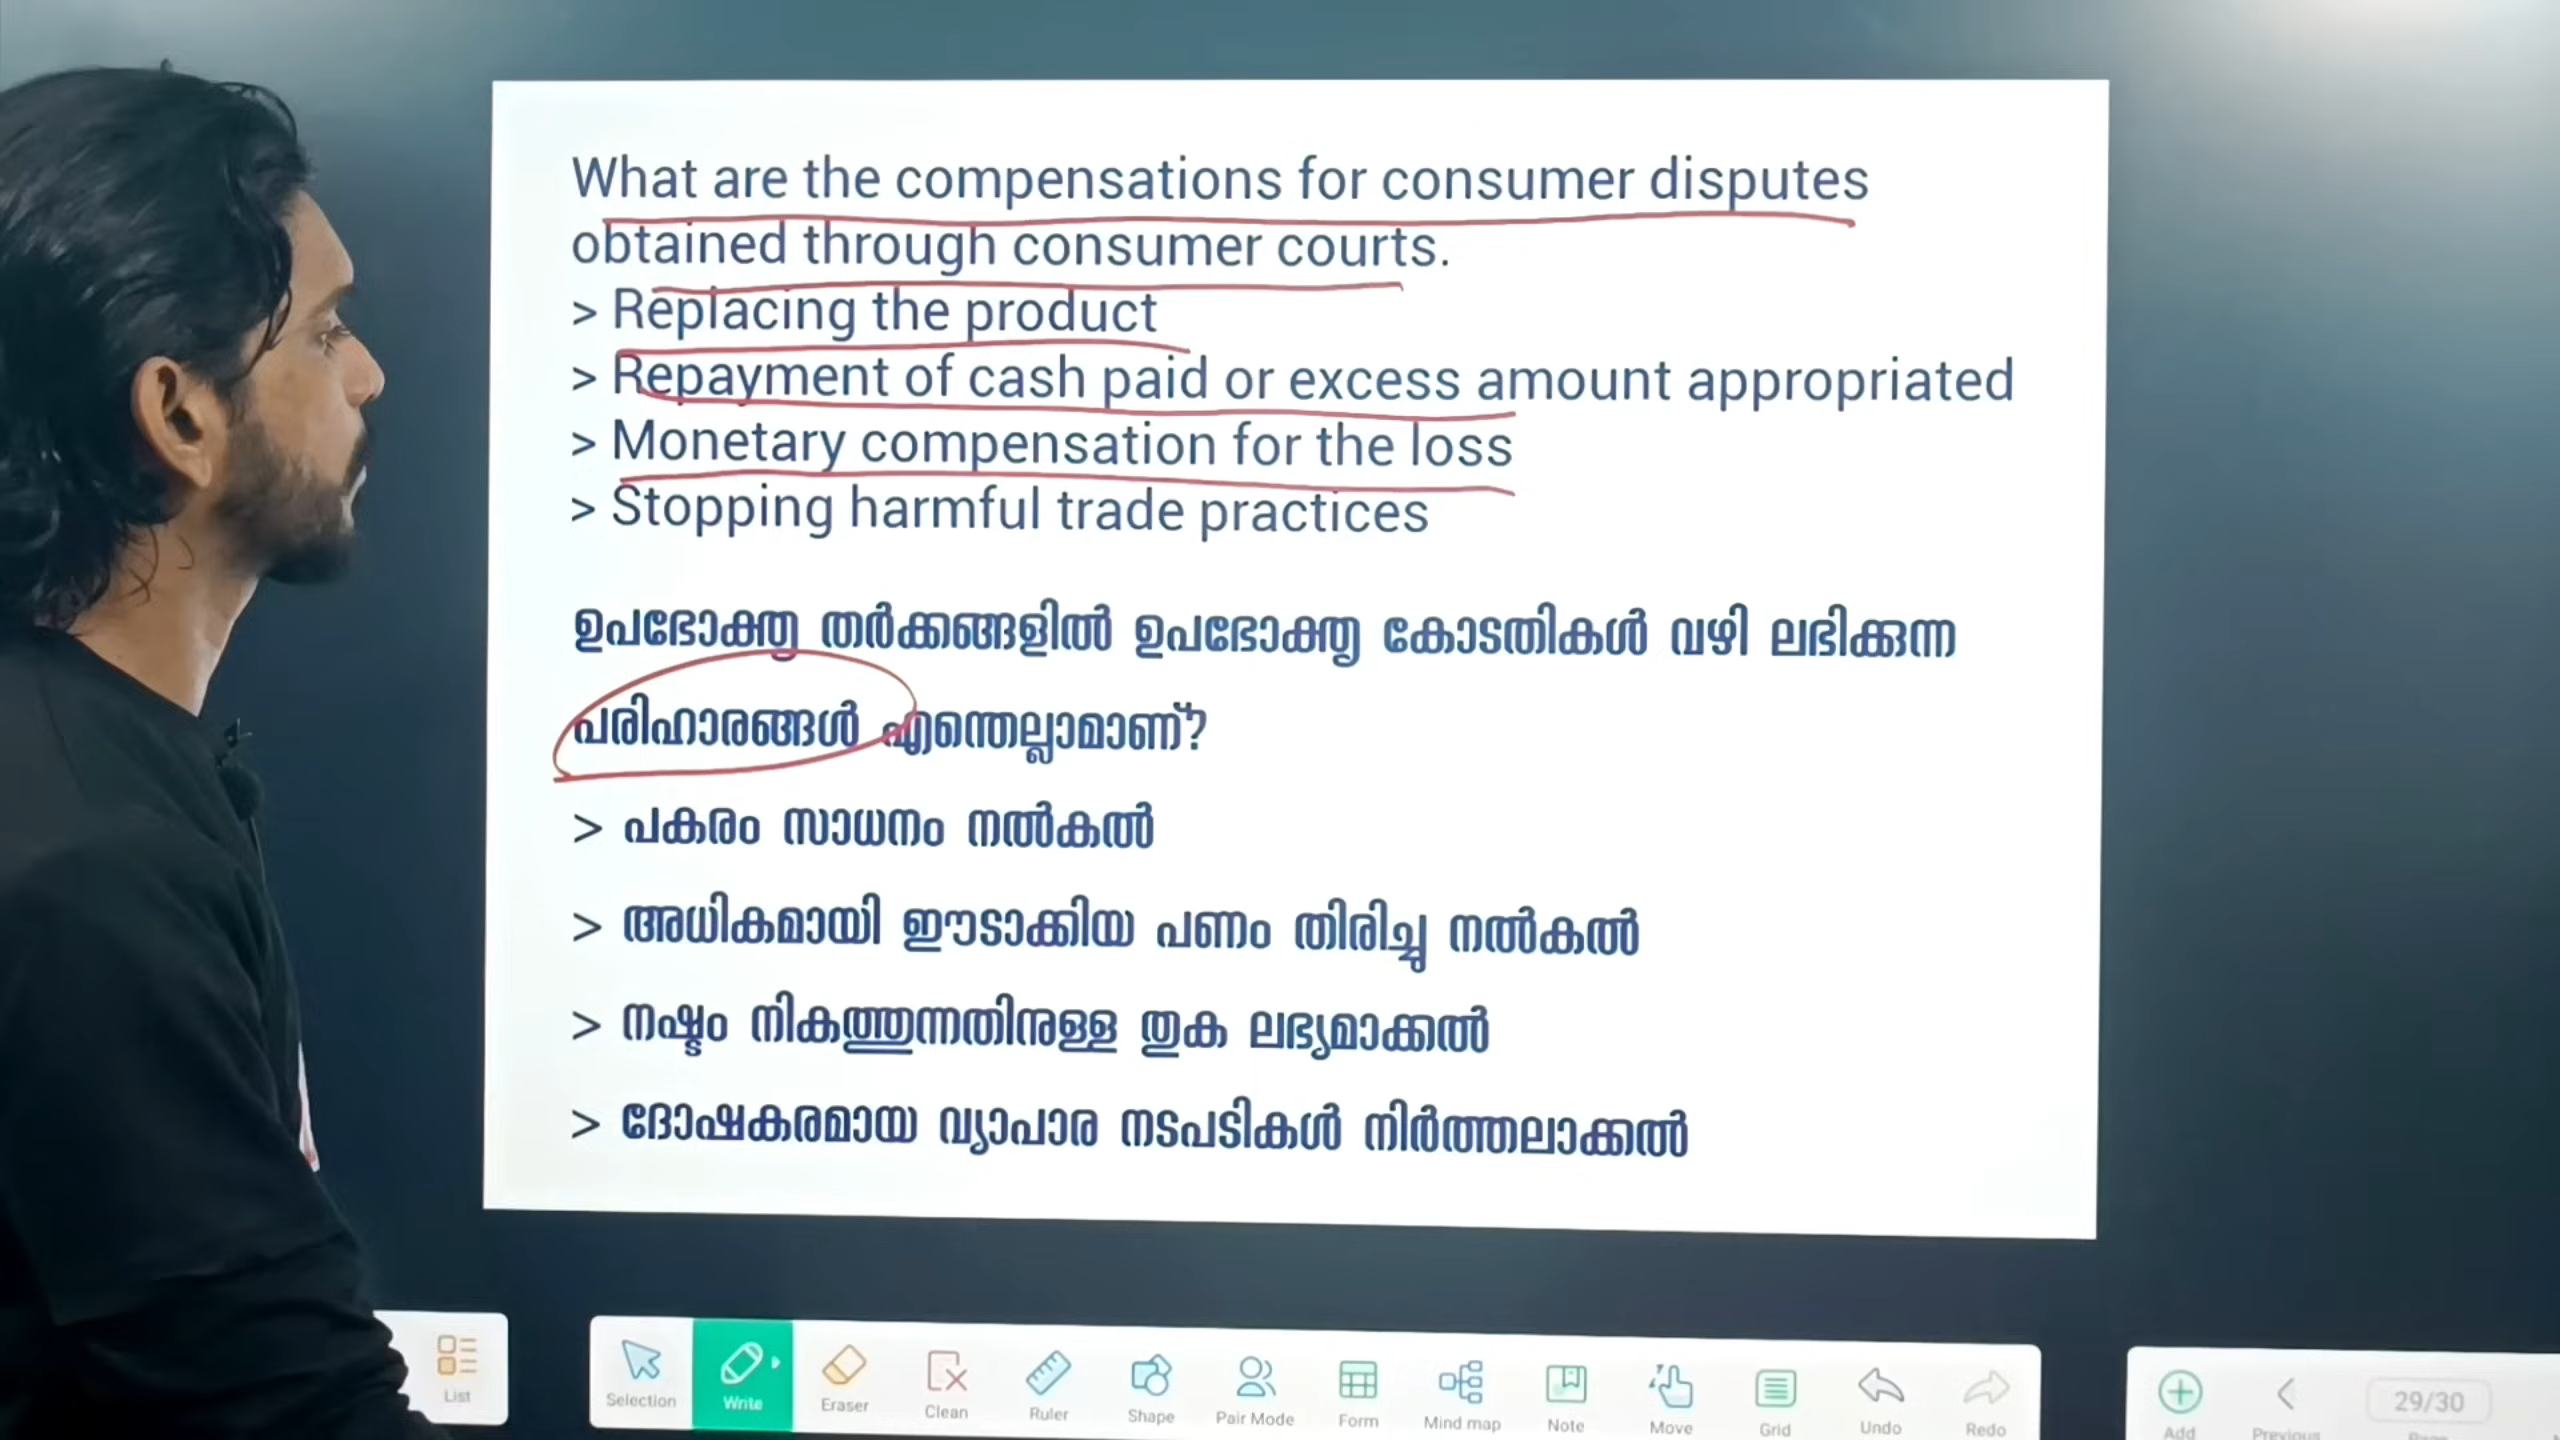 What are the compensations for consumer disputes
obtained through consumer courts.
> Replacing the product
> Repayment of cash paid or excess amount appropriated
> Monetary compensation for the loss
> Stopping harmful trade practices
ഉപഭോക്തൃ തർക്കങ്ങളിൽ ഉപഭോക്തൃ കോടതികൾ വഴി ലഭിക്കുന്ന
പരിഹാരങ്ങൾ എന്തെല്ലാമാണ്?
> പകരം സാധനം നൽകൽ
> അധികമായി ഈടാക്കിയ പണം തിരിച്ചു നൽകൽ
> നഷ്ടം നികത്തുന്നതിനുള്ള തുക ലഭ്യമാക്കൽ
> ദോഷകരമായ വ്യാപാര നടപടികൾ നിർത്തലാക്കൽ
List
Selection Write Eraser Clean Ruler Shape Pair Mode Form Mind map Note Move Grid Undo Redo
29/30
Add Previous Page